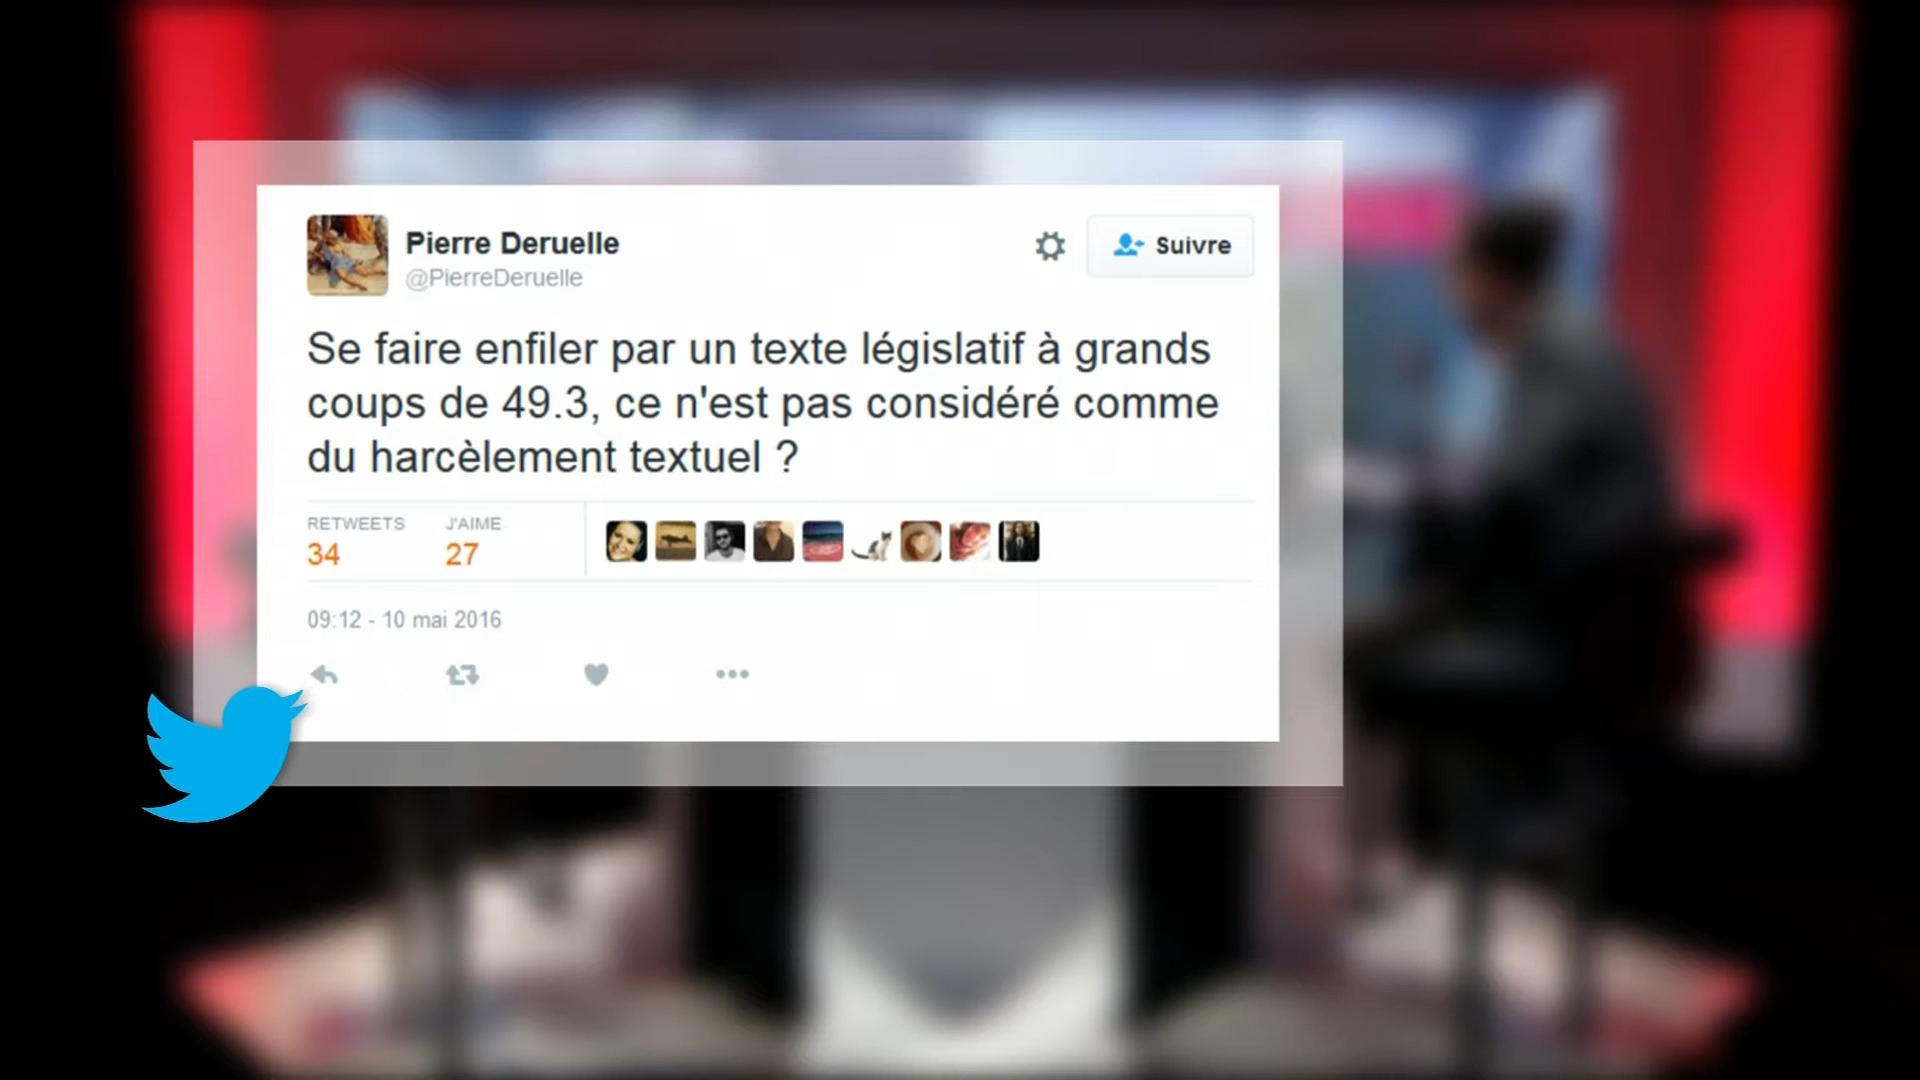 Pierre Deruelle
@PierreDeruelle
Suivre
Se faire enfiler par un texte législatif à grands
coups de 49.3, ce n'est pas considéré comme
du harcèlement textuel ?
RETWEETS
34
J'AIME
27
09:12 - 10 mai 2016